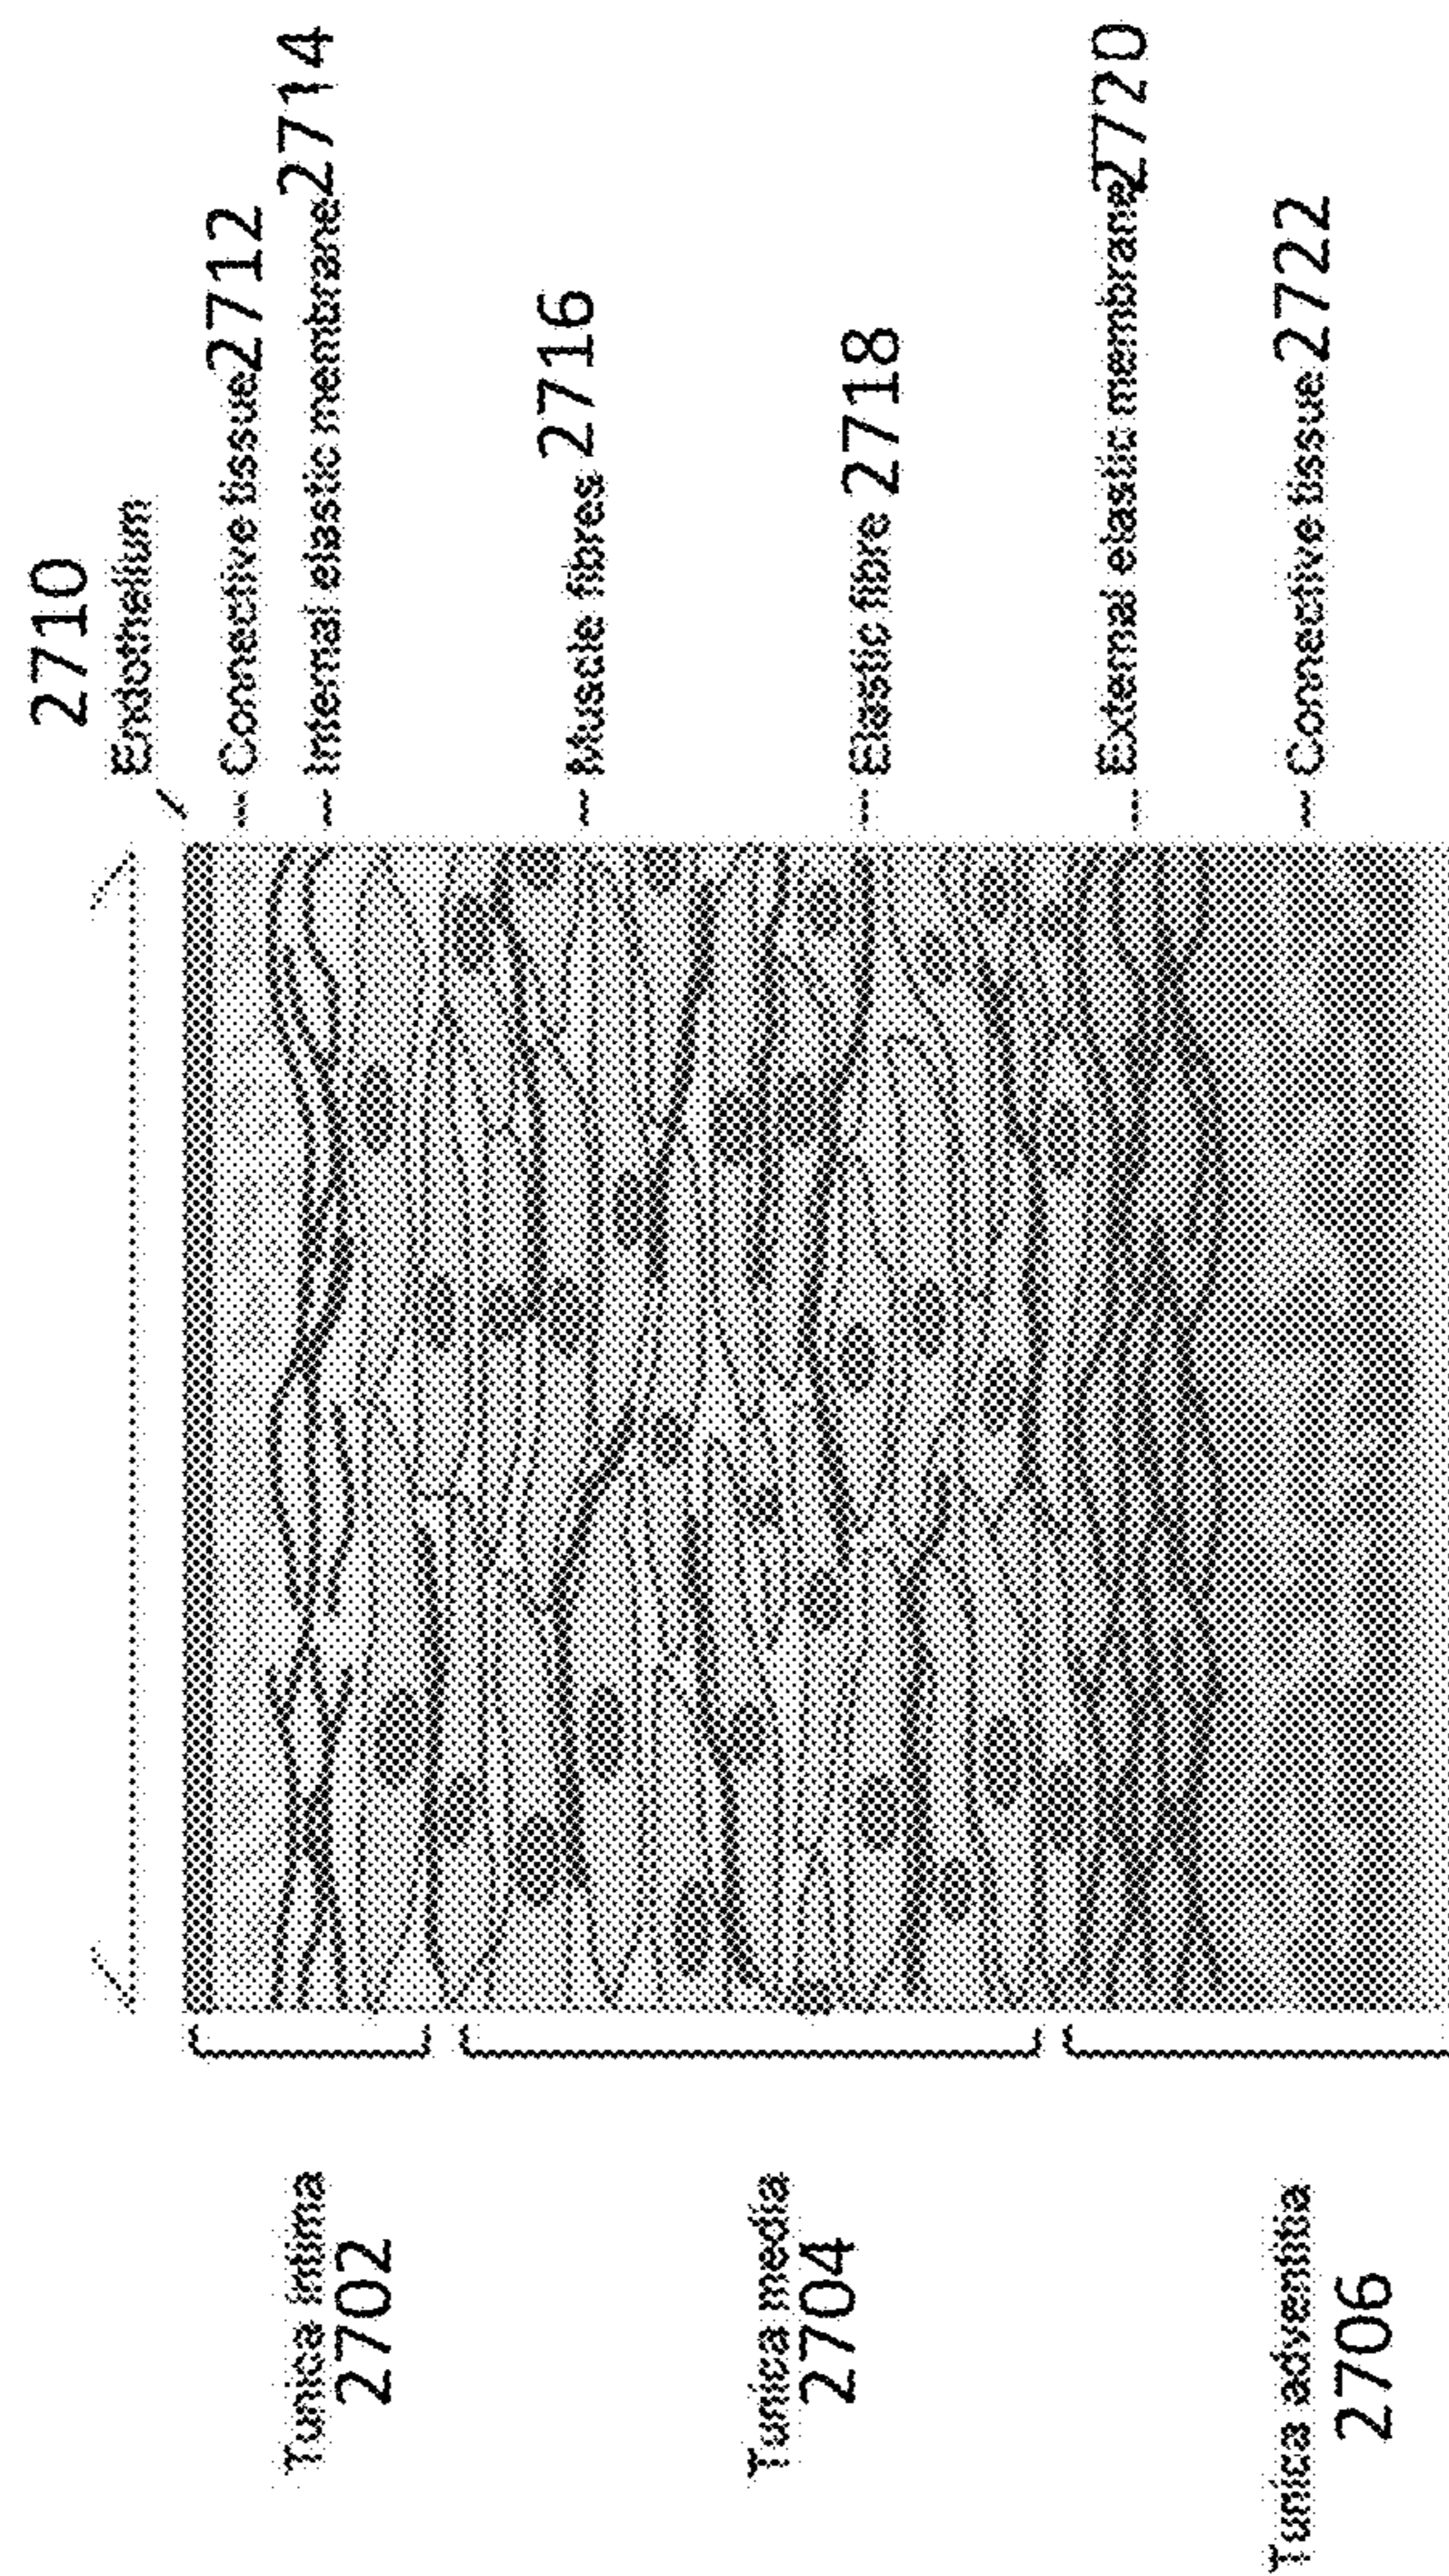 2710
Endothelium
Connective tissue 2712
Internal elastic membrane 2714
Tunica intima
2702
Muscle fibres 2716
Tunica media
2704
Elastic fibre 2718
External elastic membrane 2720
Connective tissue 2722
Tunica adventitia
2706